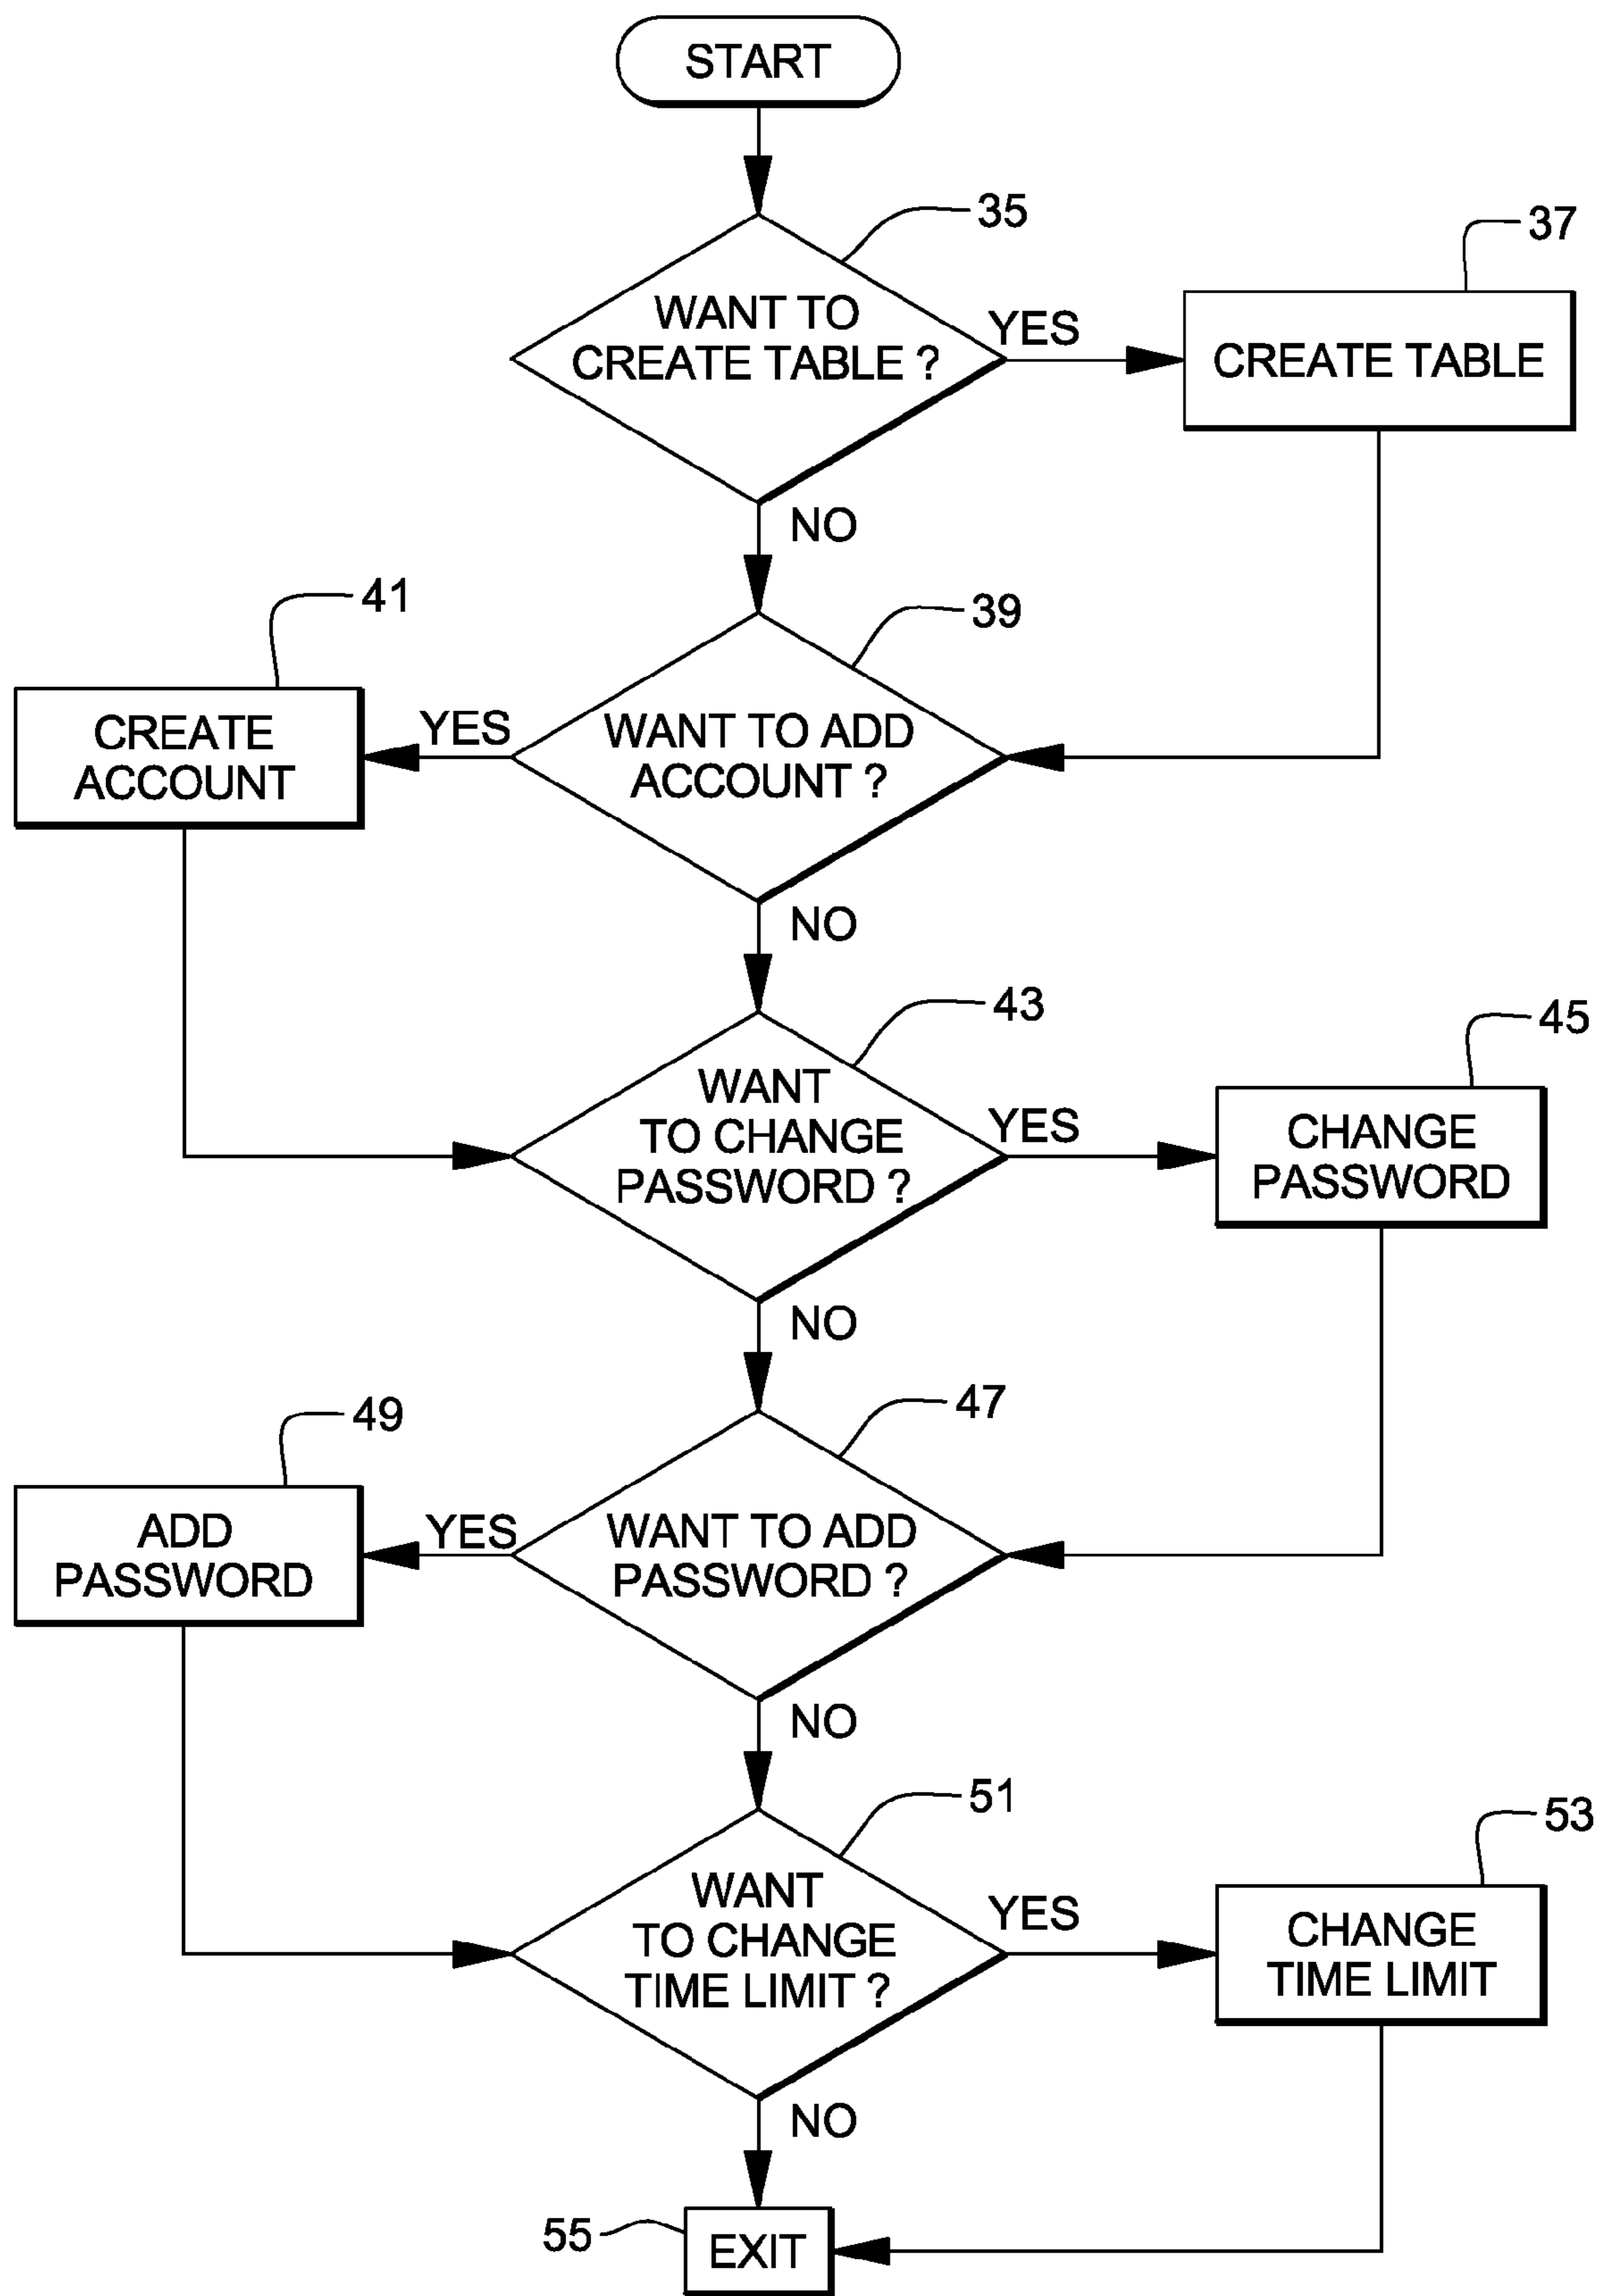 START
35
37
WANT TO
CREATE TABLE ?
YES
CREATE TABLE
NO
41
39
CREATE
ACCOUNT
YES
WANT TO ADD
ACCOUNT ?
NO
43
45
WANT
TO CHANGE
PASSWORD ?
YES
CHANGE
PASSWORD
NO
49
47
ADD
PASSWORD
YES
WANT TO ADD
PASSWORD ?
NO
51
53
WANT
TO CHANGE
TIME LIMIT ?
YES
CHANGE
TIME LIMIT
NO
55
EXIT